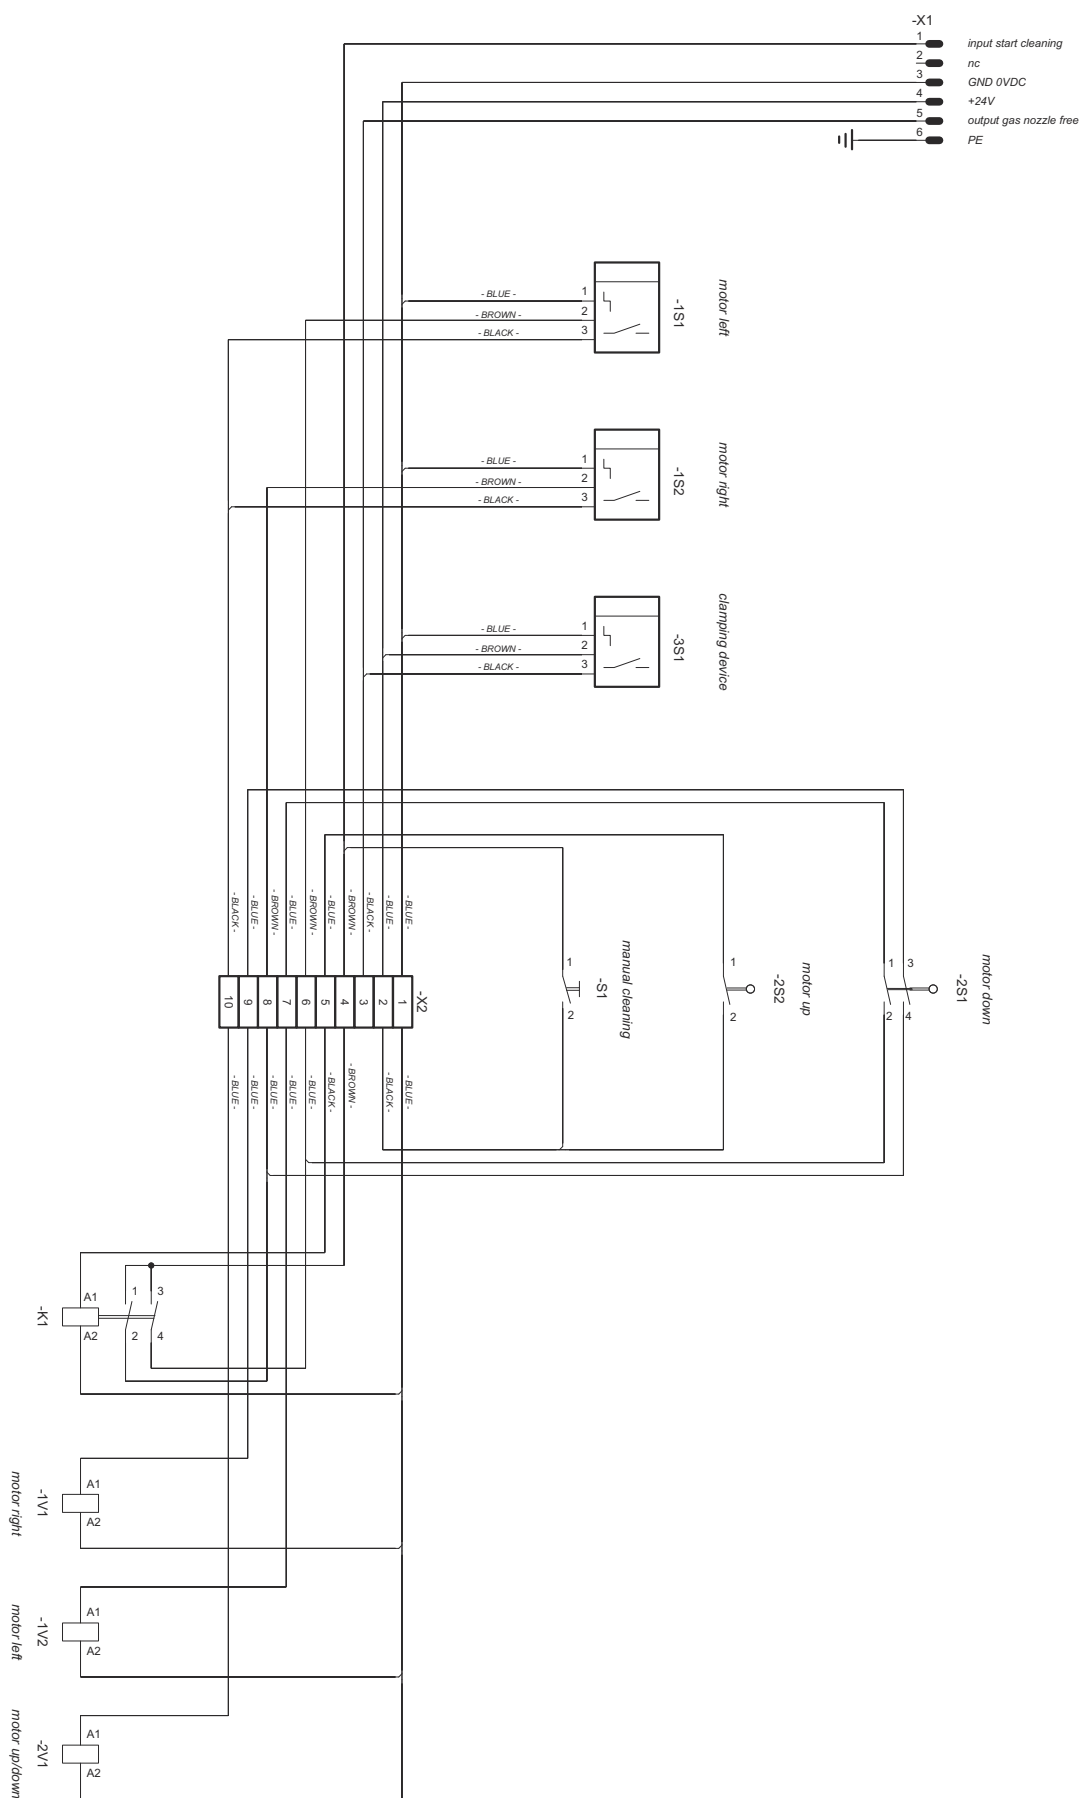 -X1
1 input start cleaning
2 nc
3 GND 0VDC
4 +24V
5 output gas nozzle free
6 PE
motor left
-1S1
1 - BLUE -
2 - BROWN -
3 - BLACK -
motor right
-1S2
1 - BLUE -
2 - BROWN -
3 - BLACK -
clamping device
-3S1
1 - BLUE -
2 - BROWN -
3 - BLACK -
- BLACK -
- BLUE -
- BROWN -
- BLUE -
- BROWN -
- BLUE -
- BROWN -
- BLACK -
- BLUE -
- BLUE -
-X2
10 9 8 7 6 5 4 3 2 1
- BLUE -
- BLUE -
- BLUE -
- BLUE -
- BLUE -
- BLACK -
- BROWN -
- BLACK -
- BLUE -
manual cleaning
-S1
1
2
motor up
-2S2
1
2
motor down
-2S1
1 3
2 4
-K1
A1
A2
1 3
2 4
motor right
-1V1
A1
A2
motor left
-1V2
A1
A2
motor up/down
-2V1
A1
A2